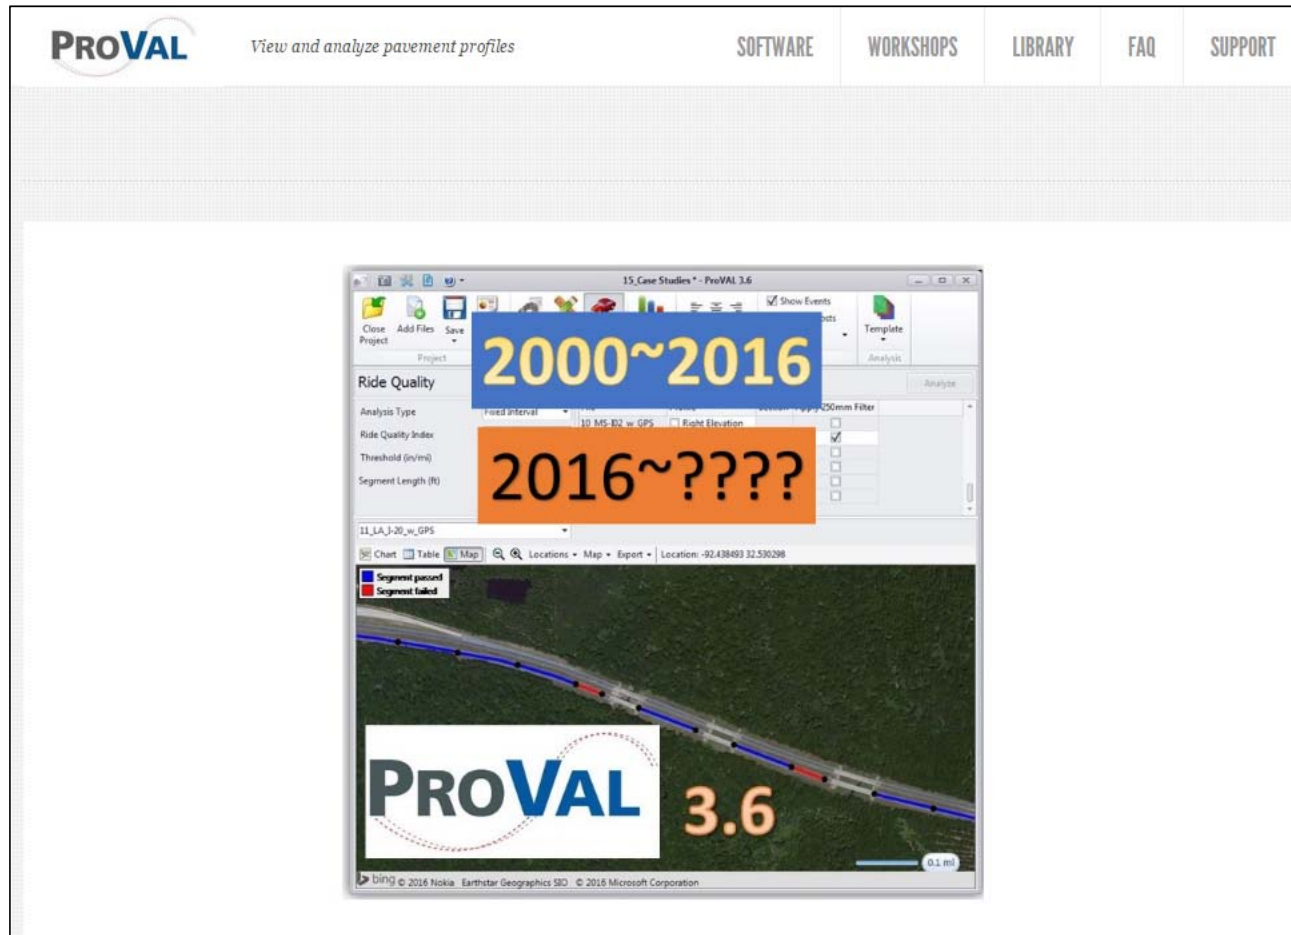 PROVAL View and analyze pavement profiles SOFTWARE WORKSHOPS LIBRARY FAQ SUPPORT
15_Case Studies * - ProVAL 3.6
Show Events
Close Project Add Files Save Template
Project Analysis
2000~2016
Ride Quality Analyze
Analysis Type Fixed Interval 250mm Filter
10_MS-ID2_w_GPS Right Elevation
Ride Quality Index
Threshold (in/mi)
Segment Length (ft)
2016~????
11_LA_I-20_w_GPS
Chart Table Map Locations Map Export Location: -92.438493 32.530298
Segment passed
Segment failed
PROVAL
3.6
0.1 mi
bing © 2016 Nokia Earthstar Geographics SIO © 2016 Microsoft Corporation